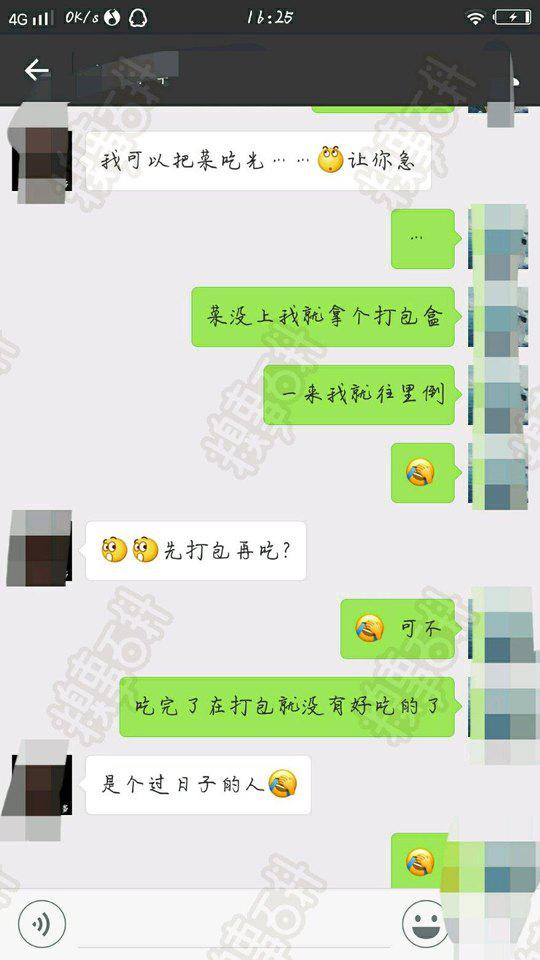 4G 0K/s 16:25
我可以把菜吃光……让你急
…
菜没上我就拿个打包盒
一来我就往里倒
先打包再吃?
可不
吃完了在打包就没有好吃的了
是个过日子的人
糗事百科